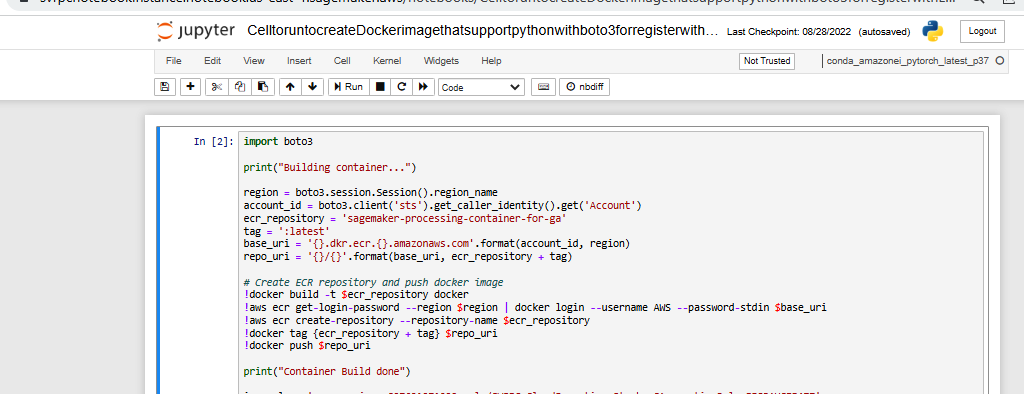 jupyter CelltoruntocreateDockerimagethatsupportpythonwithboto3forregisterwith... Last Checkpoint: 08/28/2022 (autosaved) Logout
File Edit View Insert Cell Kernel Widgets Help Not Trusted conda_amazonei_pytorch_latest_p37
Run Code nbdiff
In [2]: import boto3
print("Building container...")
region = boto3.session.Session().region_name
account_id = boto3.client('sts').get_caller_identity().get('Account')
ecr_repository = 'sagemaker-processing-container-for-ga'
tag = ':latest'
base_uri = '{}.dkr.ecr.{}.amazonaws.com'.format(account_id, region)
repo_uri = '{}/{}'.format(base_uri, ecr_repository + tag)
# Create ECR repository and push docker image
!docker build -t $ecr_repository docker
!aws ecr get-login-password --region $region | docker login --username AWS --password-stdin $base_uri
!aws ecr create-repository --repository-name $ecr_repository
!docker tag {ecr_repository + tag} $repo_uri
!docker push $repo_uri
print("Container Build done")